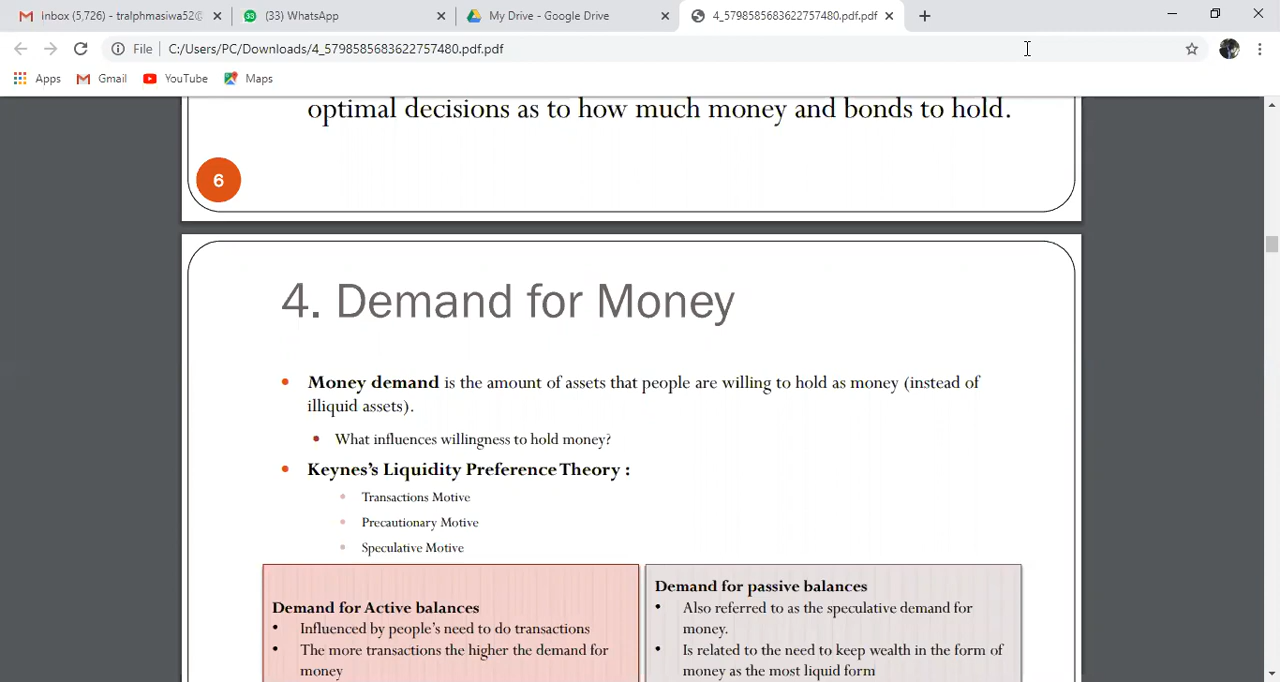 Inbox (5,726) - tralphmasiwa52@
(33) WhatsApp
My Drive - Google Drive
4_5798585683622757480.pdf.pdf
File
C:/Users/PC/Downloads/4_5798585683622757480.pdf.pdf
Apps
Gmail
YouTube
Maps
optimal decisions as to how much money and bonds to hold.
6
4. Demand for Money
• Money demand is the amount of assets that people are willing to hold as money (instead of
illiquid assets).
• What influences willingness to hold money?
• Keynes's Liquidity Preference Theory :
• Transactions Motive
• Precautionary Motive
• Speculative Motive
Demand for Active balances
• Influenced by people's need to do transactions
• The more transactions the higher the demand for
money
Demand for passive balances
• Also referred to as the speculative demand for
money.
• Is related to the need to keep wealth in the form of
money as the most liquid form